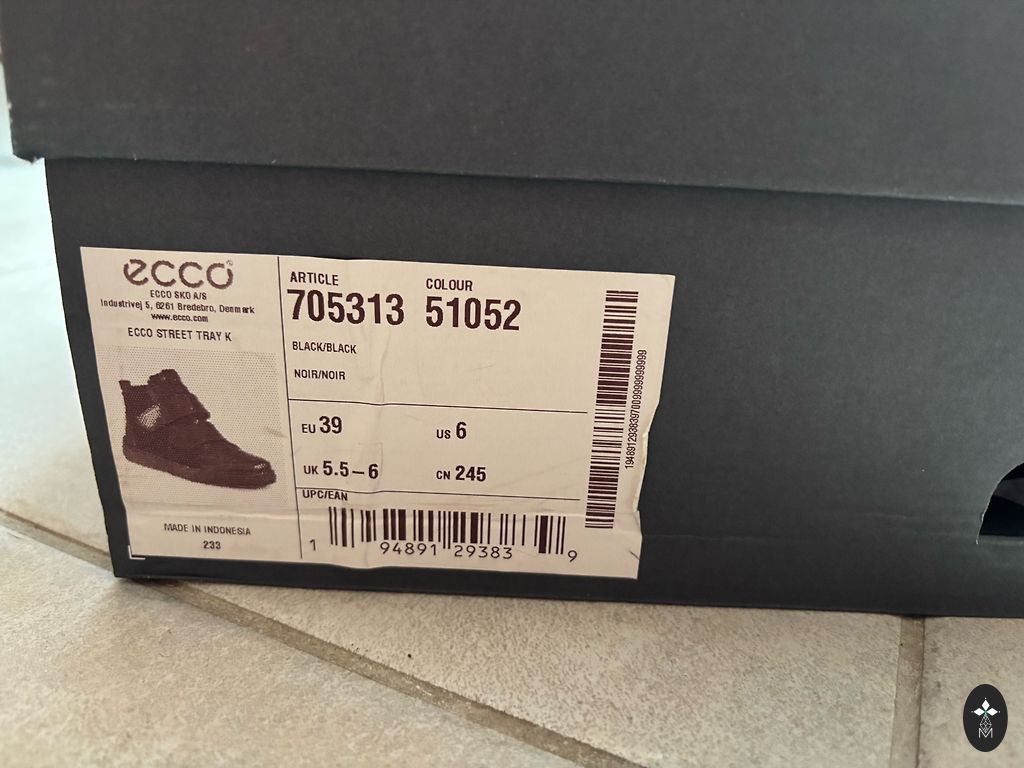 ecco
ECCO SKO A/S
Industrivej 5, 6261 Bredebro, Denmark
www.ecco.com
ECCO STREET TRAY K
MADE IN INDONESIA
233
ARTICLE COLOUR
705313 51052
BLACK/BLACK
NOIR/NOIR
EU 39 US 6
UK 5.5–6 CN 245
UPC/EAN
1 94891 29383 9
M